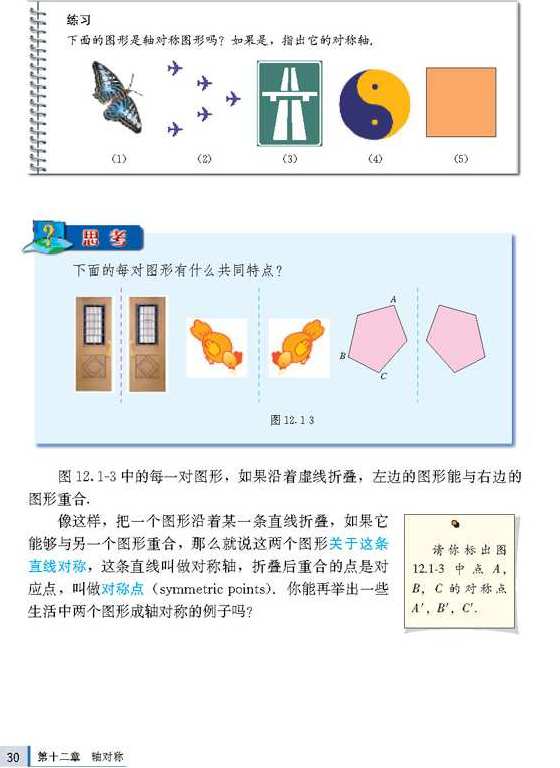 练习
下面的图形是轴对称图形吗？如果是，指出它的对称轴.
(1) (2) (3) (4) (5)
? 思考
下面的每对图形有什么共同特点？
A
B
C
图 12.1-3
图 12.1-3 中的每一对图形，如果沿着虚线折叠，左边的图形能与右边的
图形重合.
像这样，把一个图形沿着某一条直线折叠，如果它
能够与另一个图形重合，那么就说这两个图形关于这条
直线对称，这条直线叫做对称轴，折叠后重合的点是对
应点，叫做对称点（symmetric points）. 你能再举出一些
生活中两个图形成轴对称的例子吗？
请你标出图
12.1-3 中点 A，
B，C 的对称点
A′，B′，C′.
30 第十二章 轴对称